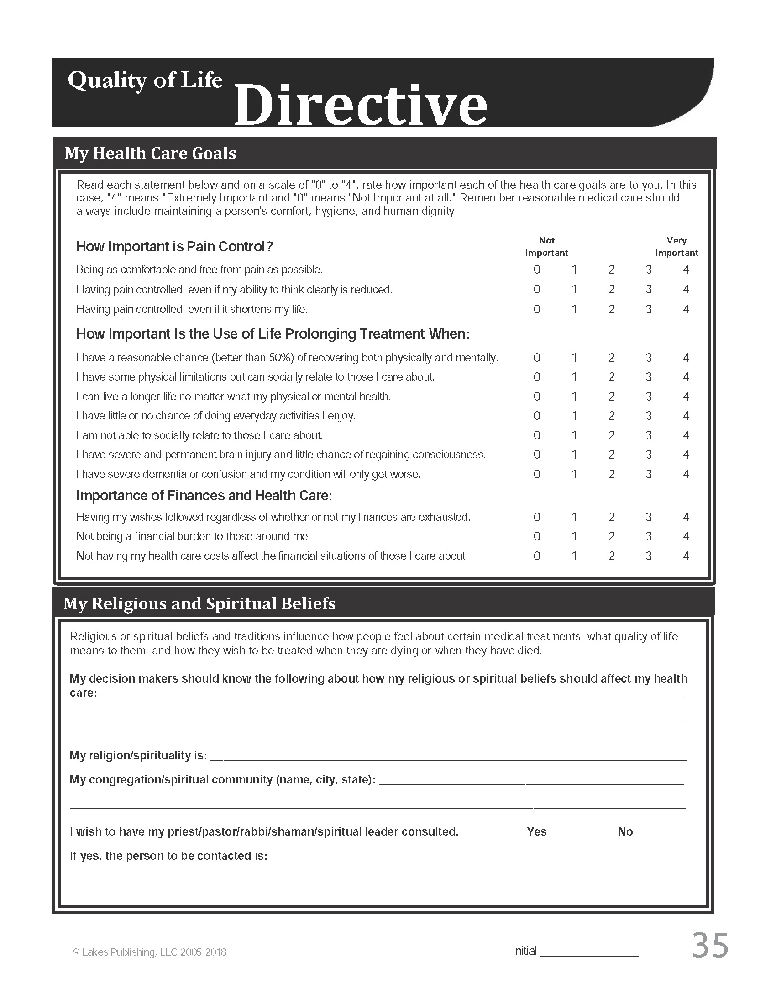 Quality of Life Directive
My Health Care Goals
Read each statement below and on a scale of "0" to "4", rate how important each of the health care goals are to you. In this
case, "4" means "Extremely Important and "0" means "Not Important at all." Remember reasonable medical care should
always include maintaining a person's comfort, hygiene, and human dignity.
How Important is Pain Control?
Not Very
Important Important
Being as comfortable and free from pain as possible. 0 1 2 3 4
Having pain controlled, even if my ability to think clearly is reduced. 0 1 2 3 4
Having pain controlled, even if it shortens my life. 0 1 2 3 4
How Important Is the Use of Life Prolonging Treatment When:
I have a reasonable chance (better than 50%) of recovering both physically and mentally. 0 1 2 3 4
I have some physical limitations but can socially relate to those I care about. 0 1 2 3 4
I can live a longer life no matter what my physical or mental health. 0 1 2 3 4
I have little or no chance of doing everyday activities I enjoy. 0 1 2 3 4
I am not able to socially relate to those I care about. 0 1 2 3 4
I have severe and permanent brain injury and little chance of regaining consciousness. 0 1 2 3 4
I have severe dementia or confusion and my condition will only get worse. 0 1 2 3 4
Importance of Finances and Health Care:
Having my wishes followed regardless of whether or not my finances are exhausted. 0 1 2 3 4
Not being a financial burden to those around me. 0 1 2 3 4
Not having my health care costs affect the financial situations of those I care about. 0 1 2 3 4
My Religious and Spiritual Beliefs
Religious or spiritual beliefs and traditions influence how people feel about certain medical treatments, what quality of life
means to them, and how they wish to be treated when they are dying or when they have died.
My decision makers should know the following about how my religious or spiritual beliefs should affect my health
care:
My religion/spirituality is:
My congregation/spiritual community (name, city, state):
I wish to have my priest/pastor/rabbi/shaman/spiritual leader consulted. Yes No
If yes, the person to be contacted is:
© Lakes Publishing, LLC 2005-2018 Initial 35